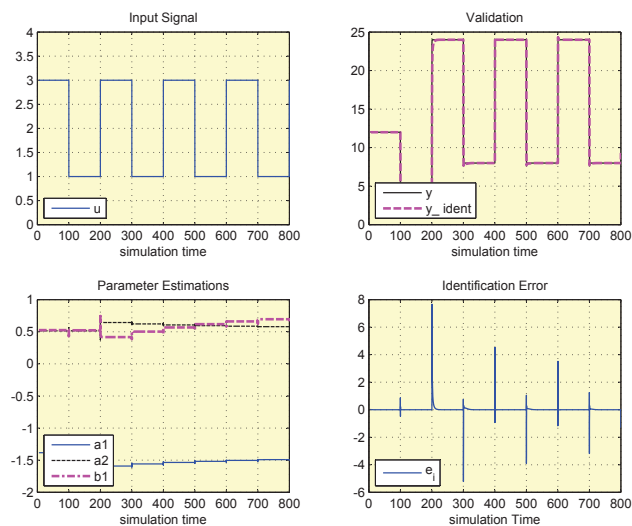 Input Signal
4
3.5
3
2.5
2
1.5
1
0.5
0
u
0 100 200 300 400 500 600 700 800
simulation time
Validation
25
20
15
10
5
0
y
y_ ident
0 100 200 300 400 500 600 700 800
simulation time
Parameter Estimations
1
0.5
0
-0.5
-1
-1.5
-2
a1
a2
b1
0 100 200 300 400 500 600 700 800
simulation time
Identification Error
8
6
4
2
0
-2
-4
-6
e_i
0 100 200 300 400 500 600 700 800
simulation Time